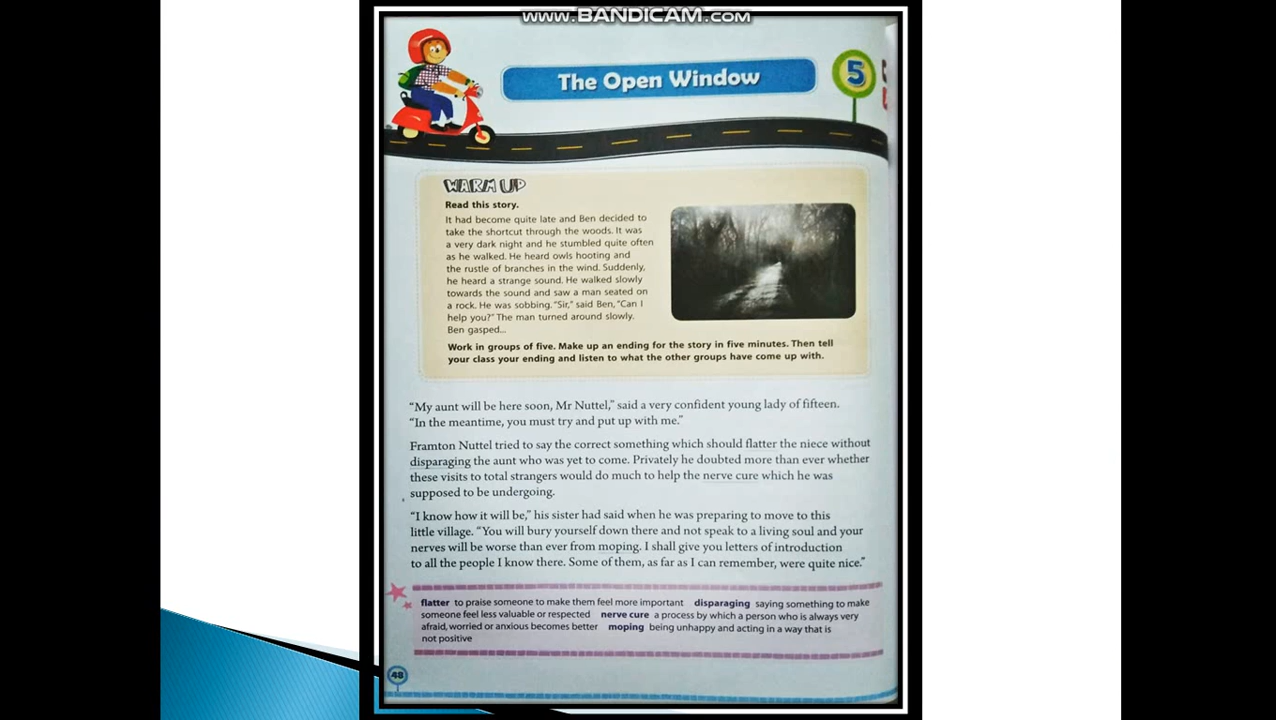 www.BANDICAM.com
The Open Window
5
WARM UP
Read this story.
It had become quite late and Ben decided to
take the shortcut through the woods. It was
a very dark night and he stumbled quite often
as he walked. He heard owls hooting and
the rustle of branches in the wind. Suddenly,
he heard a strange sound. He walked slowly
towards the sound and saw a man seated on
a rock. He was sobbing. “Sir,” said Ben, “Can I
help you?” The man turned around slowly.
Ben gasped...
Work in groups of five. Make up an ending for the story in five minutes. Then tell
your class your ending and listen to what the other groups have come up with.
“My aunt will be here soon, Mr Nuttel,” said a very confident young lady of fifteen.
“In the meantime, you must try and put up with me.”
Framton Nuttel tried to say the correct something which should flatter the niece without
disparaging the aunt who was yet to come. Privately he doubted more than ever whether
these visits to total strangers would do much to help the nerve cure which he was
supposed to be undergoing.
“I know how it will be,” his sister had said when he was preparing to move to this
little village. “You will bury yourself down there and not speak to a living soul and your
nerves will be worse than ever from moping. I shall give you letters of introduction
to all the people I know there. Some of them, as far as I can remember, were quite nice.”
flatter to praise someone to make them feel more important disparaging saying something to make
someone feel less valuable or respected nerve cure a process by which a person who is always very
afraid, worried or anxious becomes better moping being unhappy and acting in a way that is
not positive
48